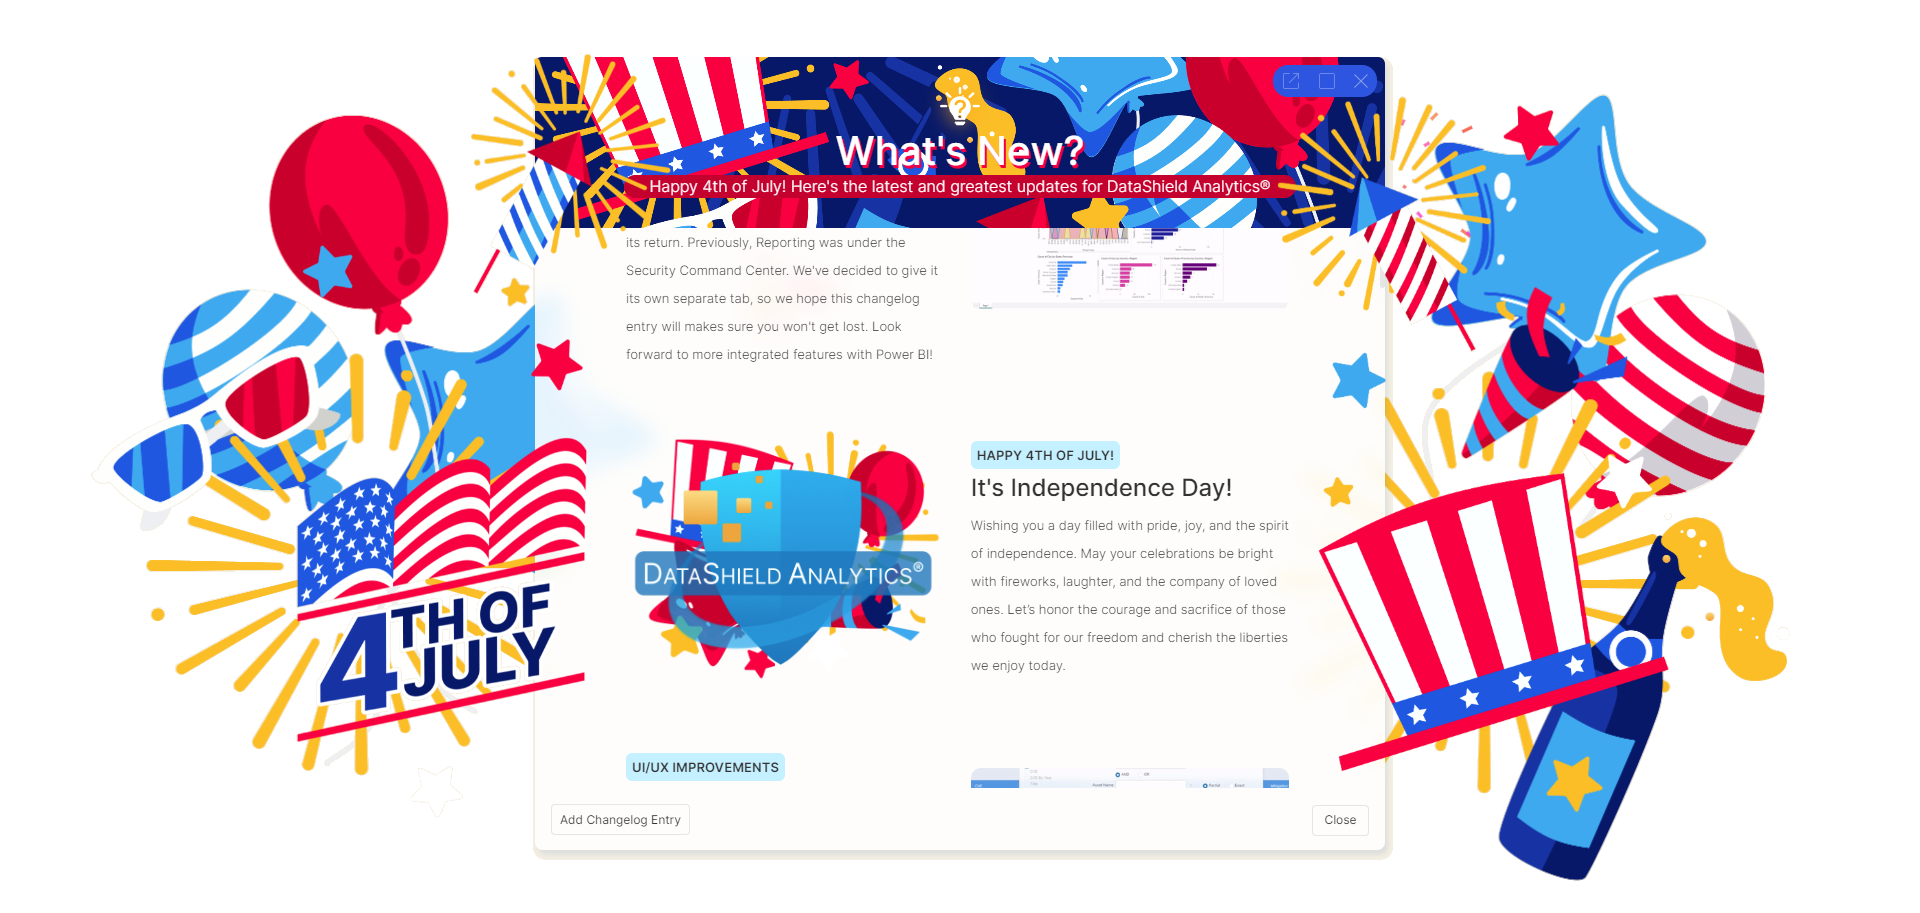 What's New?
Happy 4th of July! Here's the latest and greatest updates for DataShield Analytics®
its return. Previously, Reporting was under the
Security Command Center. We've decided to give it
its own separate tab, so we hope this changelog
entry will makes sure you won't get lost. Look
forward to more integrated features with Power BI!
4TH OF
JULY
DATASHIELD ANALYTICS®
HAPPY 4TH OF JULY!
It's Independence Day!
Wishing you a day filled with pride, joy, and the spirit
of independence. May your celebrations be bright
with fireworks, laughter, and the company of loved
ones. Let's honor the courage and sacrifice of those
who fought for our freedom and cherish the liberties
we enjoy today.
UI/UX IMPROVEMENTS
Add Changelog Entry
Close